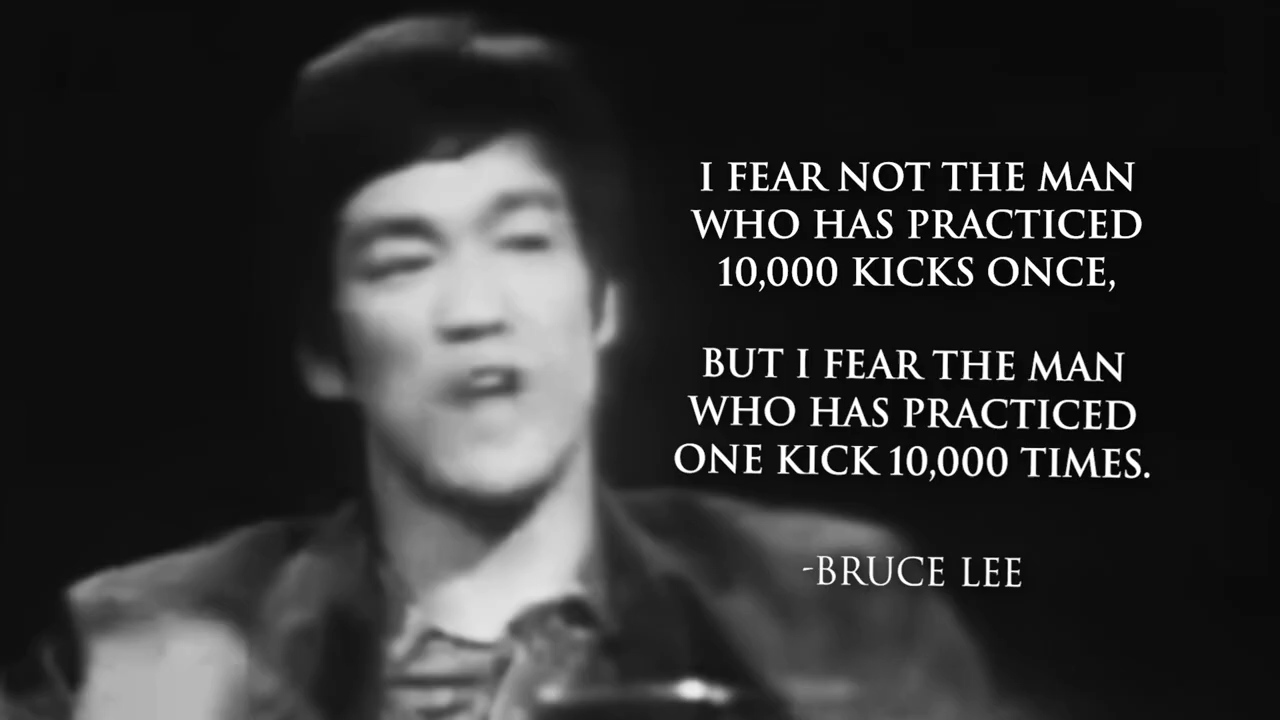 I FEAR NOT THE MAN
WHO HAS PRACTICED
10,000 KICKS ONCE,
BUT I FEAR THE MAN
WHO HAS PRACTICED
ONE KICK 10,000 TIMES.
-BRUCE LEE